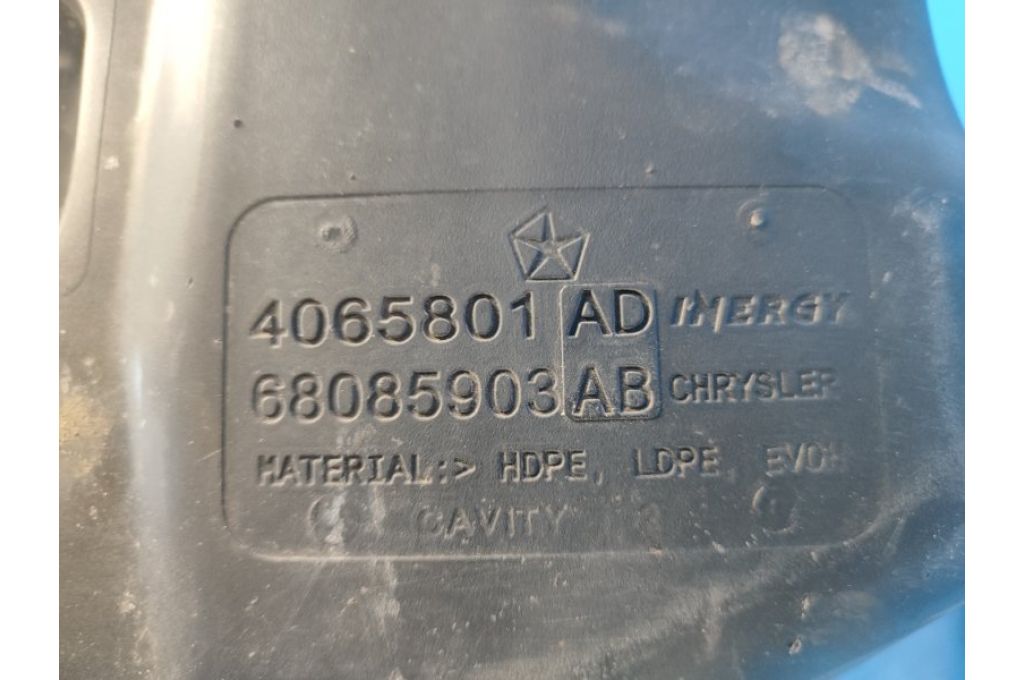 4065801 AD INERGY
68085903 AB CHRYSLER
MATERIAL:> HDPE, LDPE, EVOH
CAVITY